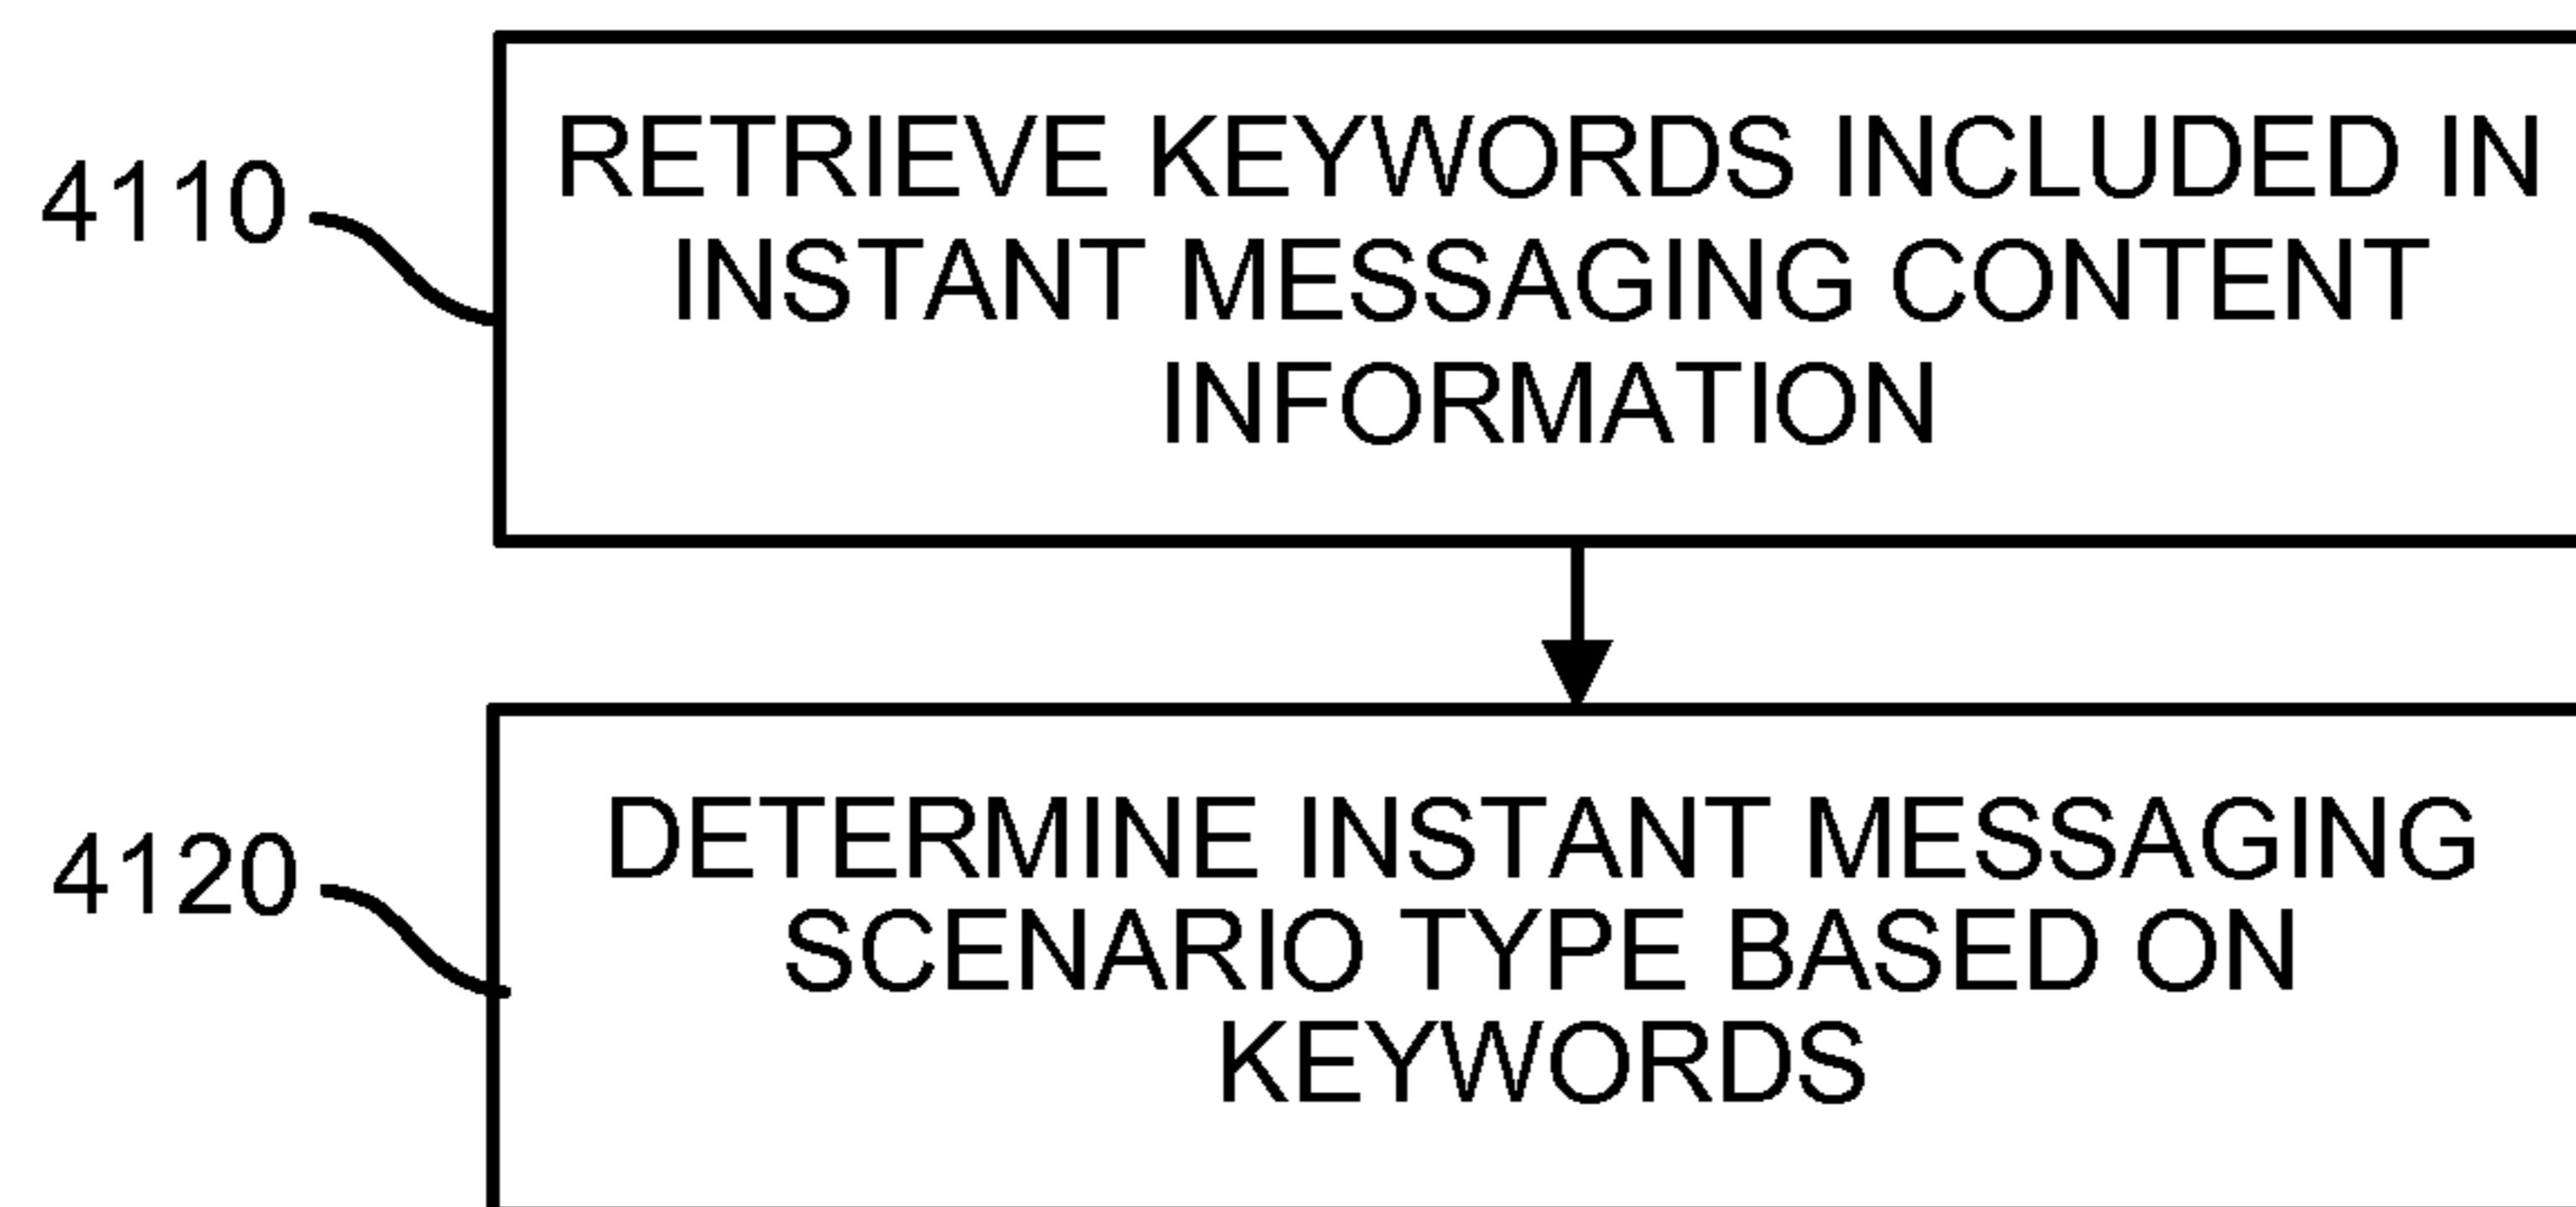 4110
RETRIEVE KEYWORDS INCLUDED IN
INSTANT MESSAGING CONTENT
INFORMATION
4120
DETERMINE INSTANT MESSAGING
SCENARIO TYPE BASED ON
KEYWORDS